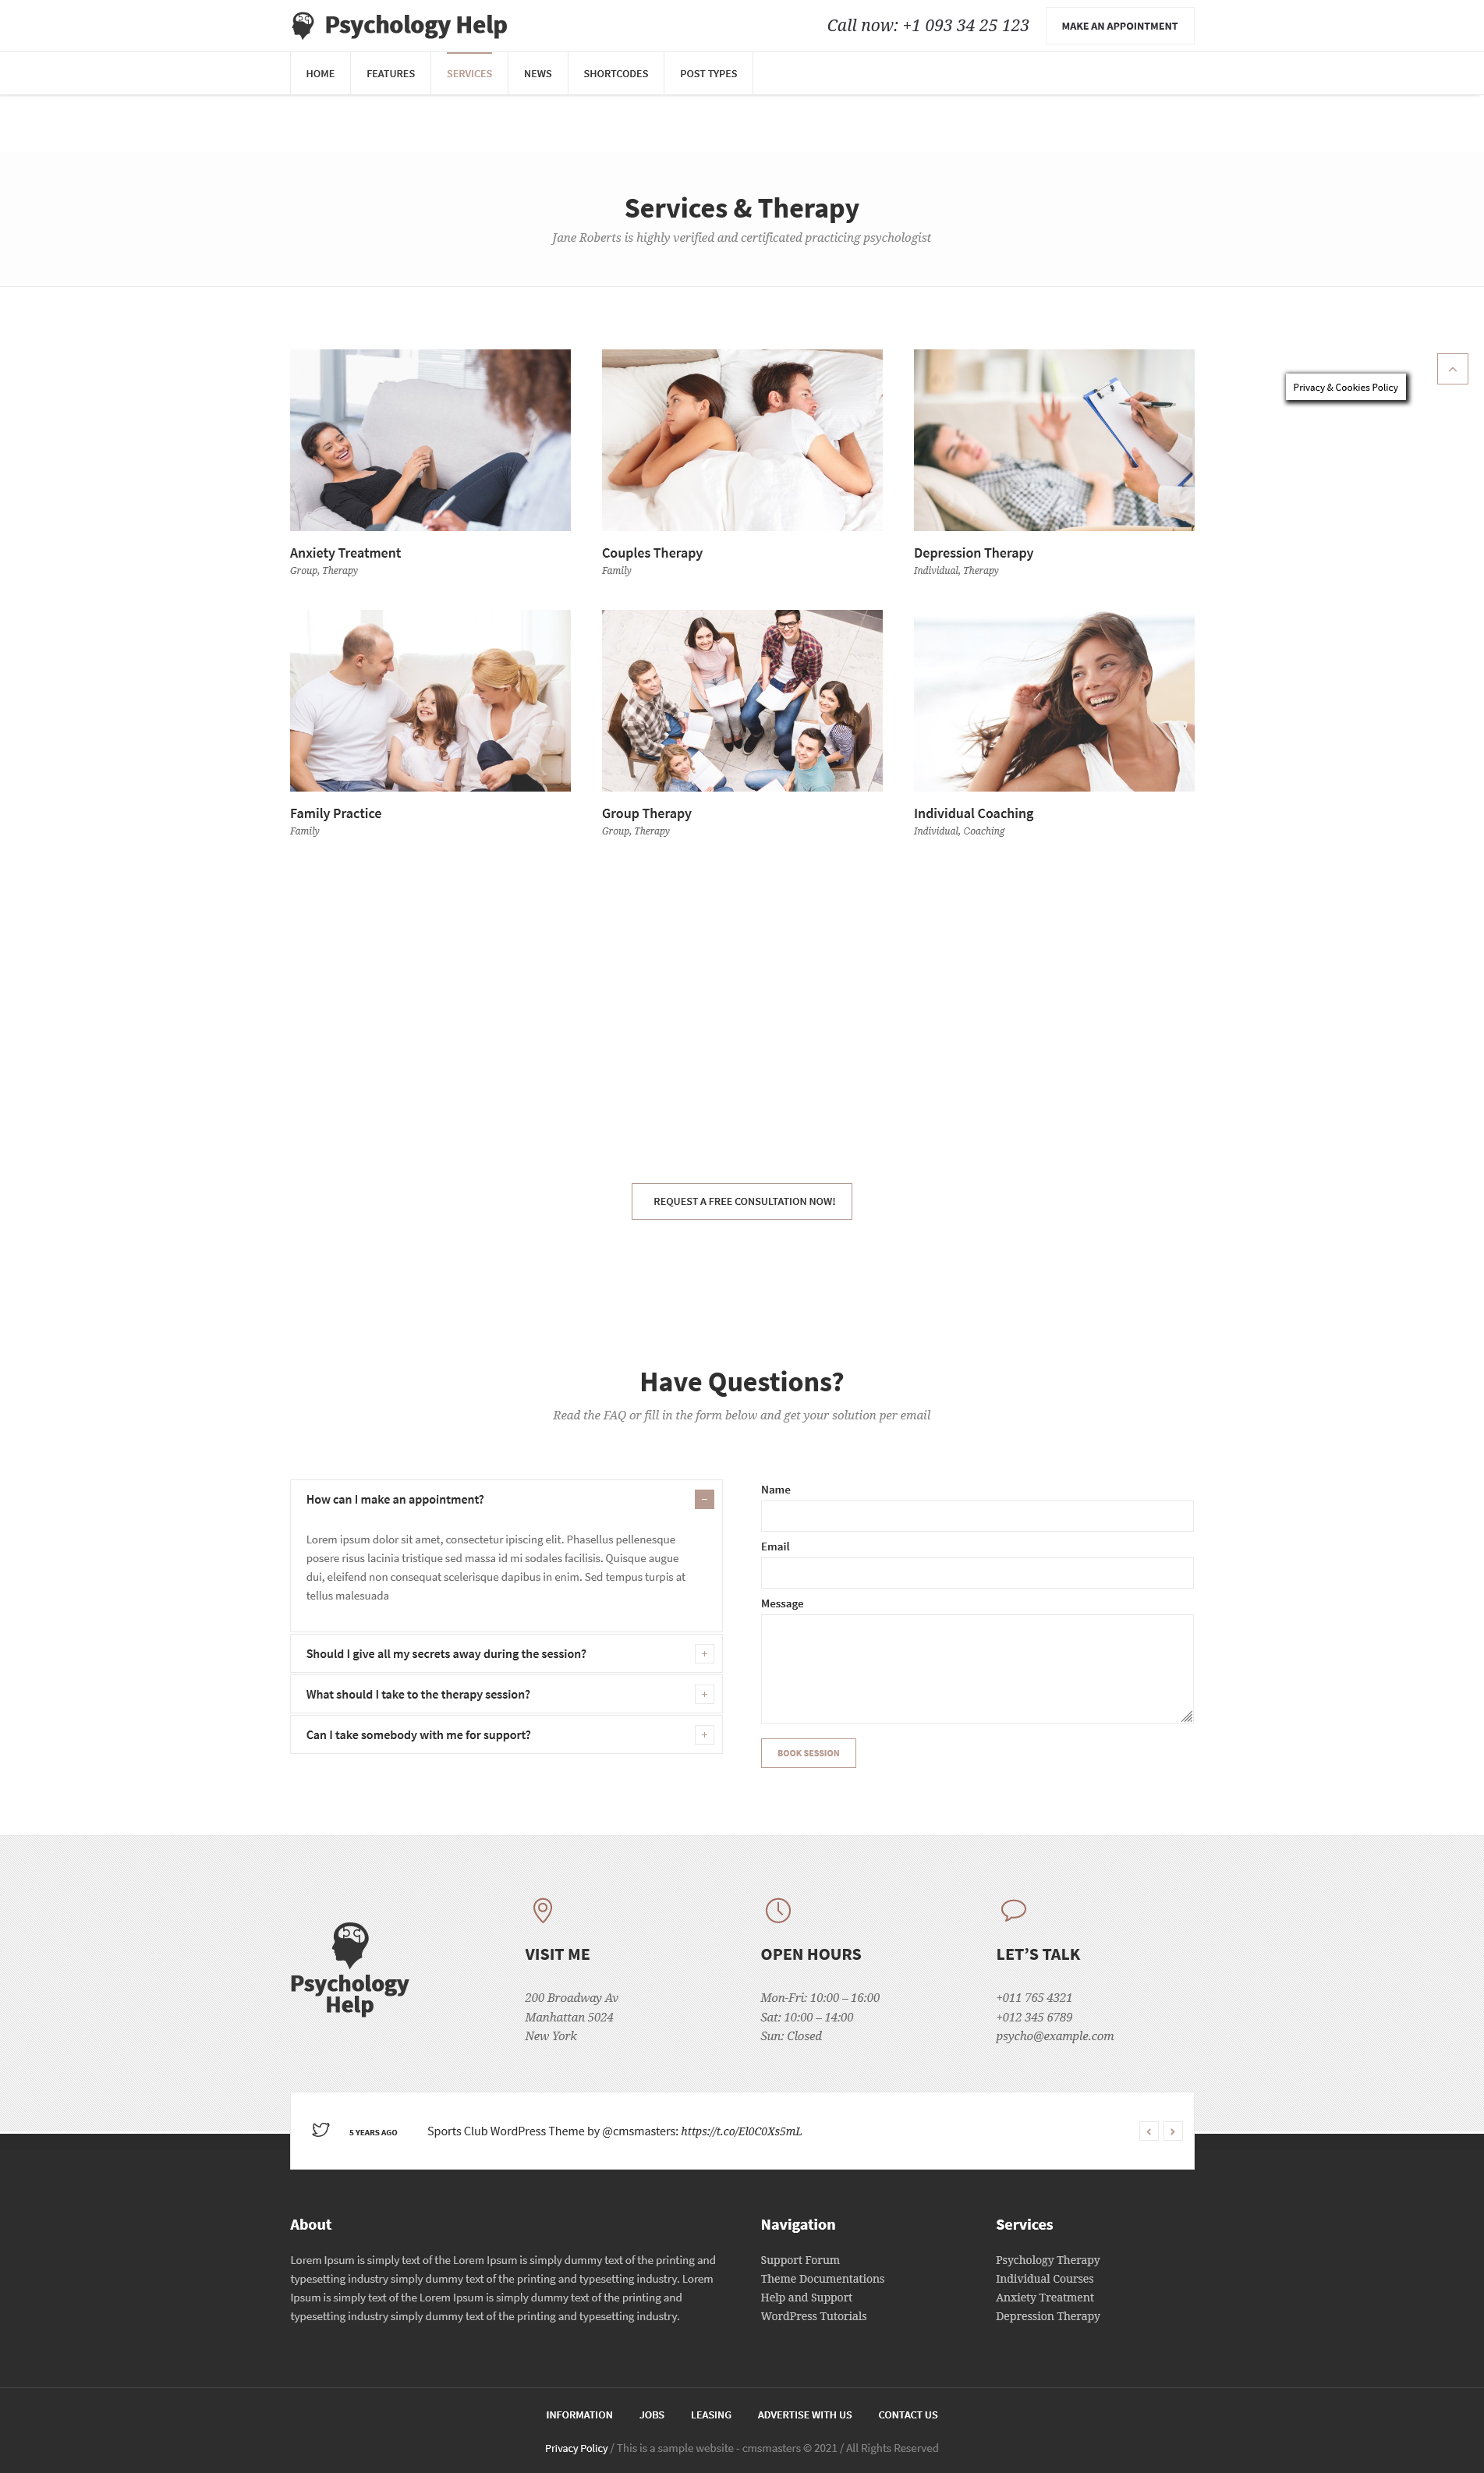 Psychology Help
Call now: +1 093 34 25 123
MAKE AN APPOINTMENT
HOME
FEATURES
SERVICES
NEWS
SHORTCODES
POST TYPES
Services & Therapy
Jane Roberts is highly verified and certificated practicing psychologist
Privacy & Cookies Policy
Anxiety Treatment
Group, Therapy
Couples Therapy
Family
Depression Therapy
Individual, Therapy
Family Practice
Family
Group Therapy
Group, Therapy
Individual Coaching
Individual, Coaching
REQUEST A FREE CONSULTATION NOW!
Have Questions?
Read the FAQ or fill in the form below and get your solution per email
How can I make an appointment?
Lorem ipsum dolor sit amet, consectetur ipiscing elit. Phasellus pellenesque
posere risus lacinia tristique sed massa id mi sodales facilisis. Quisque augue
dui, eleifend non consequat scelerisque dapibus in enim. Sed tempus turpis at
tellus malesuada
Should I give all my secrets away during the session?
What should I take to the therapy session?
Can I take somebody with me for support?
Name
Email
Message
BOOK SESSION
Psychology
Help
VISIT ME
200 Broadway Av
Manhattan 5024
New York
OPEN HOURS
Mon-Fri: 10:00 – 16:00
Sat: 10:00 – 14:00
Sun: Closed
LET’S TALK
+011 765 4321
+012 345 6789
psycho@example.com
5 YEARS AGO
Sports Club WordPress Theme by @cmsmasters: https://t.co/El0C0Xs5mL
About
Lorem Ipsum is simply text of the Lorem Ipsum is simply dummy text of the printing and
typesetting industry simply dummy text of the printing and typesetting industry. Lorem
Ipsum is simply text of the Lorem Ipsum is simply dummy text of the printing and
typesetting industry simply dummy text of the printing and typesetting industry.
Navigation
Support Forum
Theme Documentations
Help and Support
WordPress Tutorials
Services
Psychology Therapy
Individual Courses
Anxiety Treatment
Depression Therapy
INFORMATION
JOBS
LEASING
ADVERTISE WITH US
CONTACT US
Privacy Policy / This is a sample website - cmsmasters © 2021 / All Rights Reserved